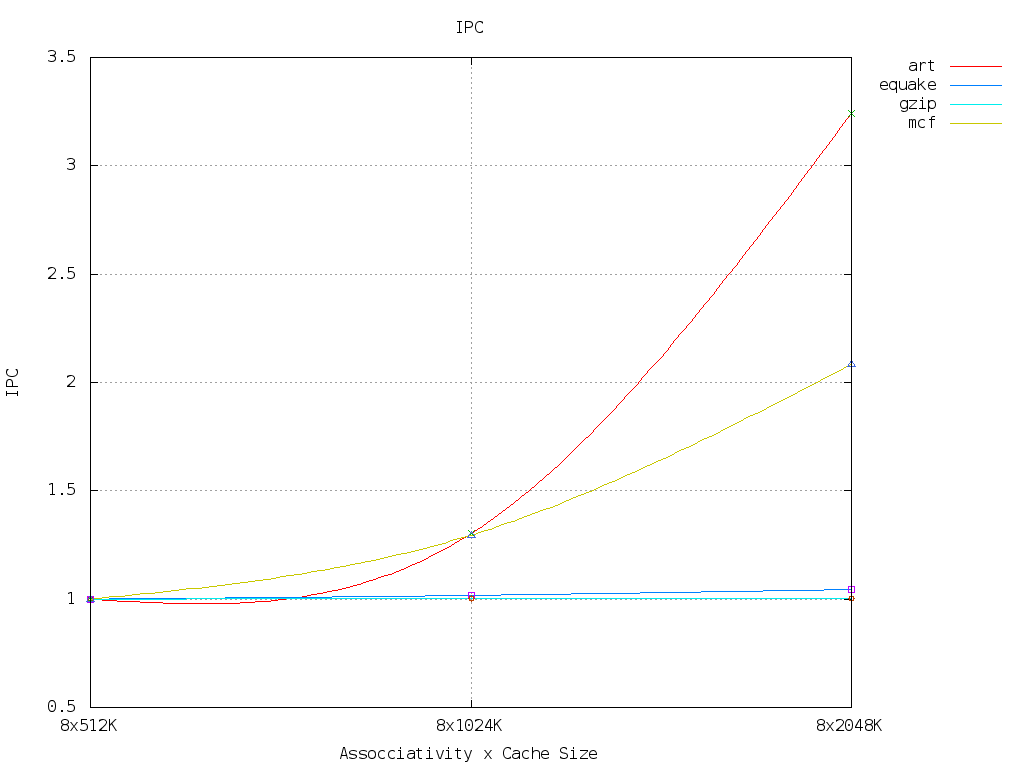 IPC
3.5
3
2.5
2
1.5
1
0.5
IPC
8x512K
8x1024K
8x2048K
Assocciativity x Cache Size
art
equake
gzip
mcf